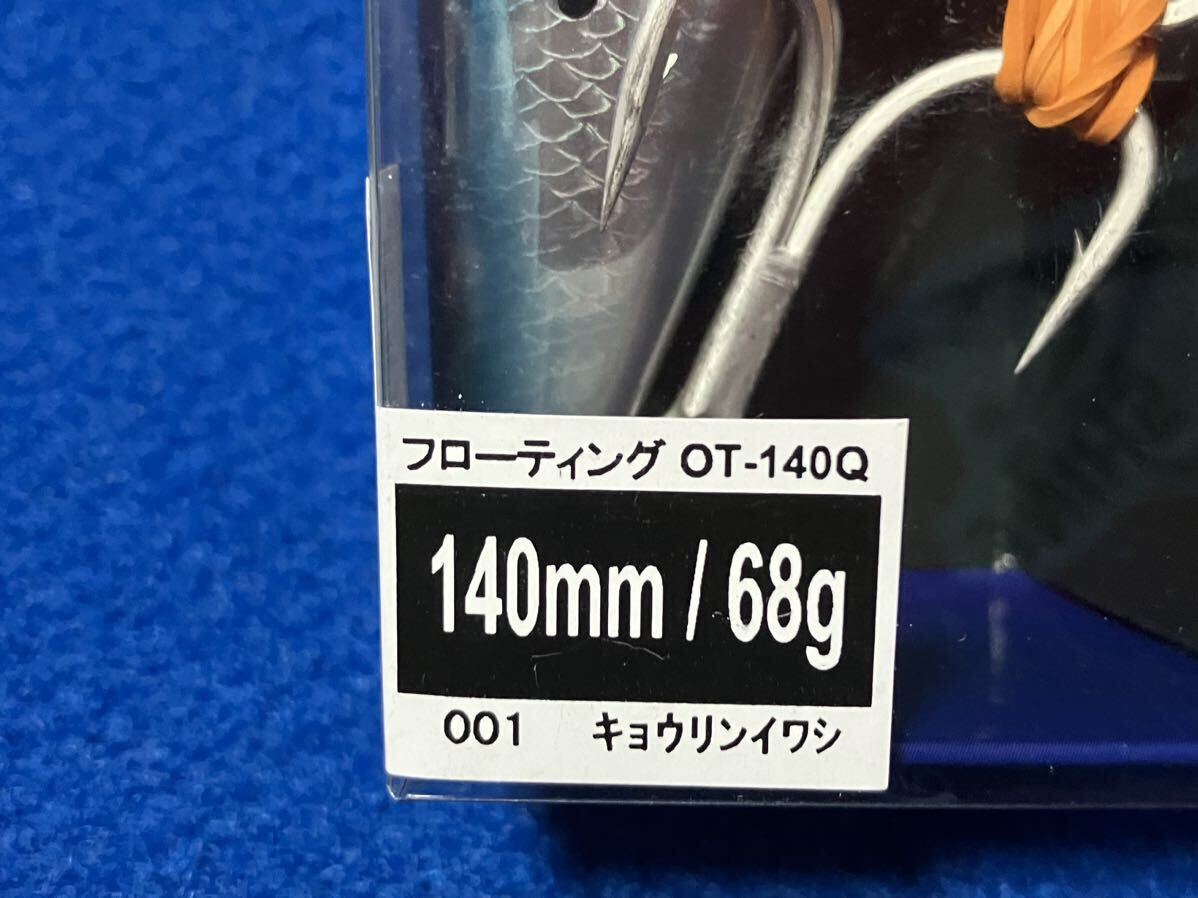 フローティング OT-140Q
140mm / 68g
001 キョウリンイワシ